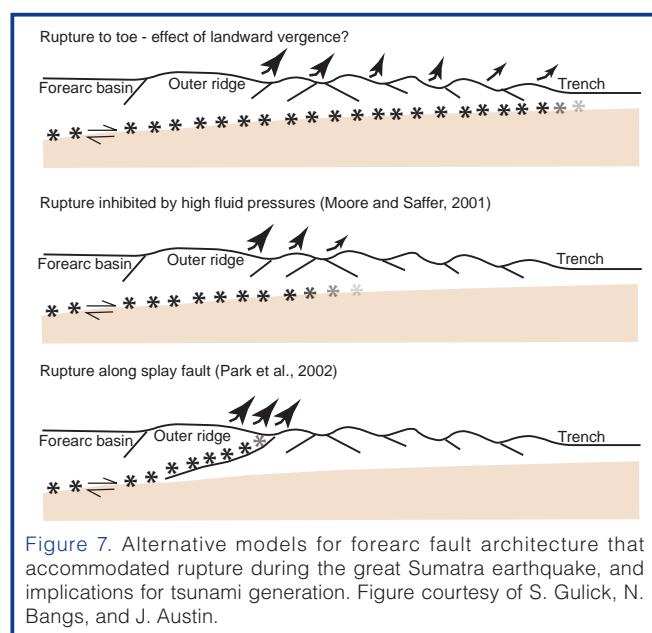 Rupture to toe - effect of landward vergence?
Forearc basin
Outer ridge
Trench
Rupture inhibited by high fluid pressures (Moore and Saffer, 2001)
Forearc basin
Outer ridge
Trench
Rupture along splay fault (Park et al., 2002)
Forearc basin
Outer ridge
Trench
Figure 7. Alternative models for forearc fault architecture that
accommodated rupture during the great Sumatra earthquake, and
implications for tsunami generation. Figure courtesy of S. Gulick, N.
Bangs, and J. Austin.